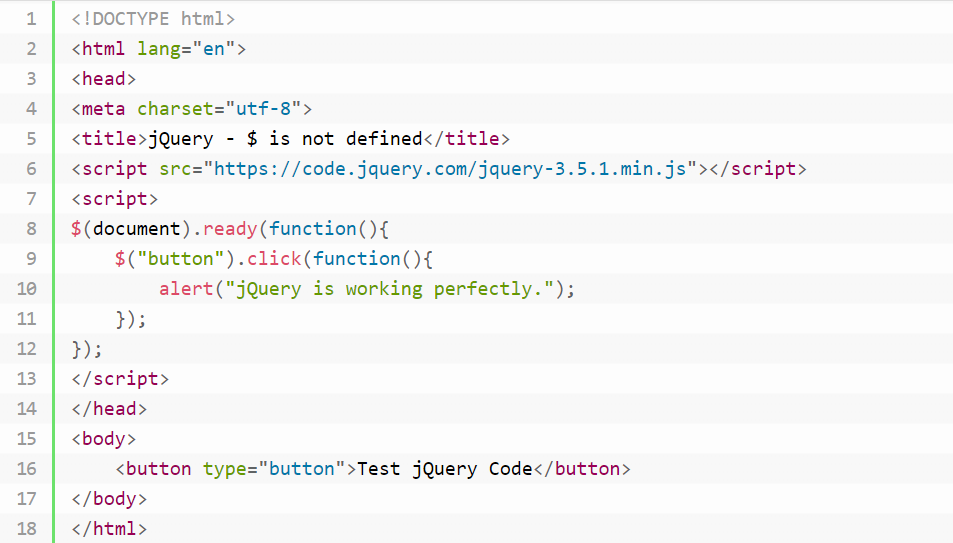 1 <!DOCTYPE html>
2 <html lang="en">
3 <head>
4 <meta charset="utf-8">
5 <title>jQuery - $ is not defined</title>
6 <script src="https://code.jquery.com/jquery-3.5.1.min.js"></script>
7 <script>
8 $(document).ready(function(){
9     $("button").click(function(){
10         alert("jQuery is working perfectly.");
11     });
12 });
13 </script>
14 </head>
15 <body>
16     <button type="button">Test jQuery Code</button>
17 </body>
18 </html>